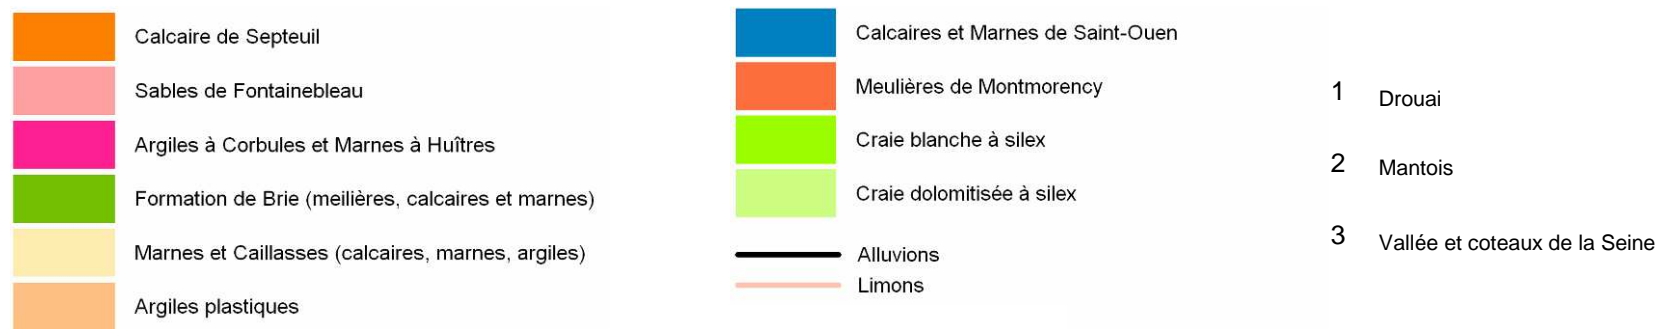 Calcaire de Septeuil
Sables de Fontainebleau
Argiles à Corbules et Marnes à Huîtres
Formation de Brie (meilières, calcaires et marnes)
Marnes et Caillasses (calcaires, marnes, argiles)
Argiles plastiques
Calcaires et Marnes de Saint-Ouen
Meulières de Montmorency
Craie blanche à silex
Craie dolomitisée à silex
Alluvions
Limons
1 Drouai
2 Mantois
3 Vallée et coteaux de la Seine